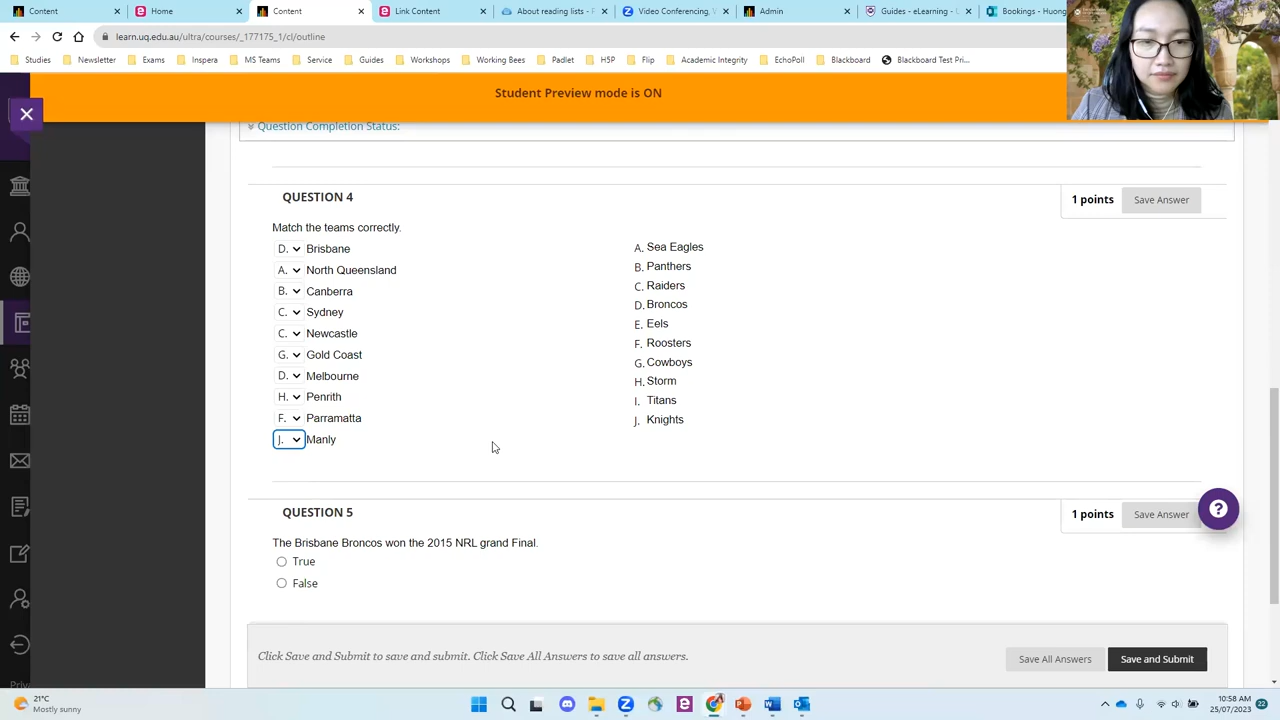 Content
Home
Content
Link Content
About reading lists -
Video Conferencing,
Admin
Guides - eLearning -
Bookings - Huong
learn.uq.edu.au/ultra/courses/_177175_1/cl/outline
Studies
Newsletter
Exams
Inspera
MS Teams
Service
Guides
Workshops
Working Bees
Padlet
H5P
Flip
Academic Integrity
EchoPoll
Blackboard
Blackboard Test Pri...
Student Preview mode is ON
Question Completion Status:
QUESTION 4
1 points
Save Answer
Match the teams correctly.
D. Brisbane
A. North Queensland
B. Canberra
C. Sydney
C. Newcastle
G. Gold Coast
D. Melbourne
H. Penrith
F. Parramatta
J. Manly
A. Sea Eagles
B. Panthers
C. Raiders
D. Broncos
E. Eels
F. Roosters
G. Cowboys
H. Storm
I. Titans
J. Knights
QUESTION 5
1 points
Save Answer
The Brisbane Broncos won the 2015 NRL grand Final.
True
False
Click Save and Submit to save and submit. Click Save All Answers to save all answers.
Save All Answers
Save and Submit
21°C
Mostly sunny
10:58 AM
25/07/2023
22